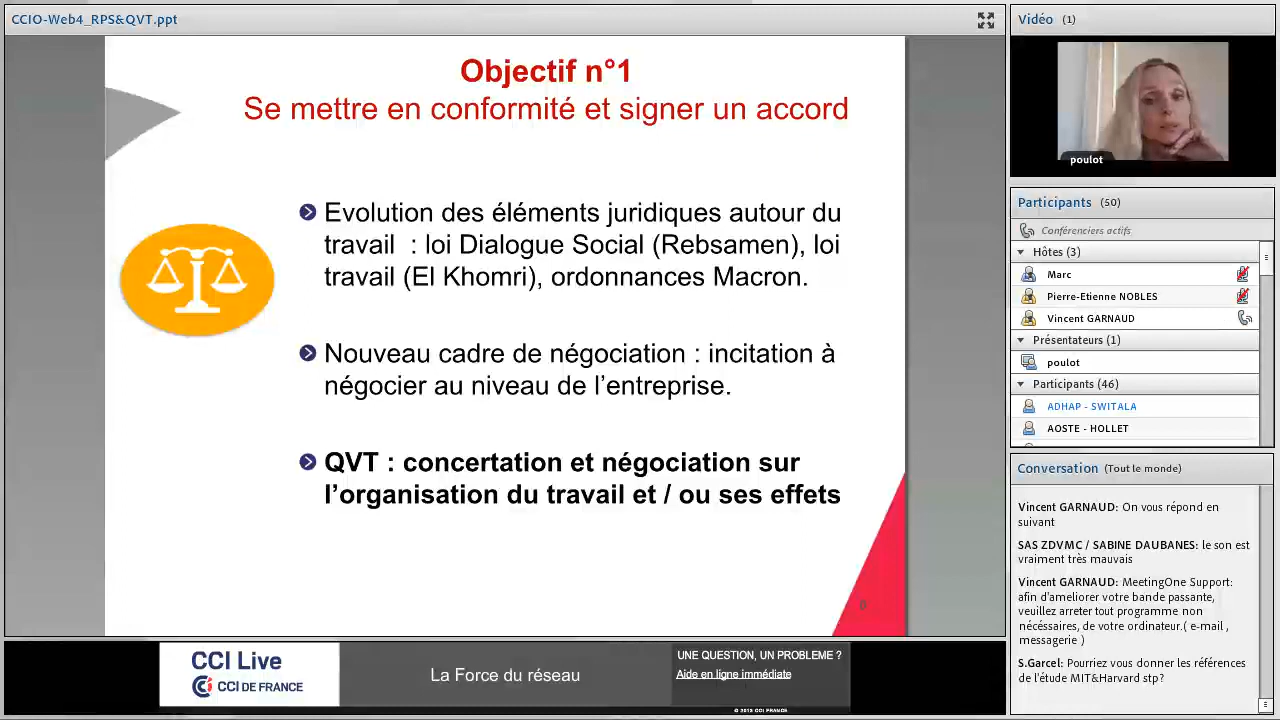 CCIO-Web4_RPS&QVT.ppt
Objectif n°1
Se mettre en conformité et signer un accord
Evolution des éléments juridiques autour du
travail : loi Dialogue Social (Rebsamen), loi
travail (El Khomri), ordonnances Macron.
Nouveau cadre de négociation : incitation à
négocier au niveau de l’entreprise.
QVT : concertation et négociation sur
l’organisation du travail et / ou ses effets
CCI Live
CCI DE FRANCE
La Force du réseau
UNE QUESTION, UN PROBLEME ?
Aide en ligne immédiate
© 2013 CCI FRANCE
Vidéo (1)
poulot
Participants (50)
Conférenciers actifs
Hôtes (3)
Marc
Pierre-Etienne NOBLES
Vincent GARNAUD
Présentateurs (1)
poulot
Participants (46)
ADHAP - SWITALA
AOSTE - HOLLET
Conversation (Tout le monde)
Vincent GARNAUD: On vous répond en
suivant
SAS ZDVMC / SABINE DAUBANES: le son est
vraiment très mauvais
Vincent GARNAUD: MeetingOne Support:
afin d'ameliorer votre bande passante,
veuillez arreter tout programme non
nécéssaires, de votre ordinateur.( e-mail ,
messagerie )
S.Garcel: Pourriez vous donner les références
de l'étude MIT&Harvard stp?